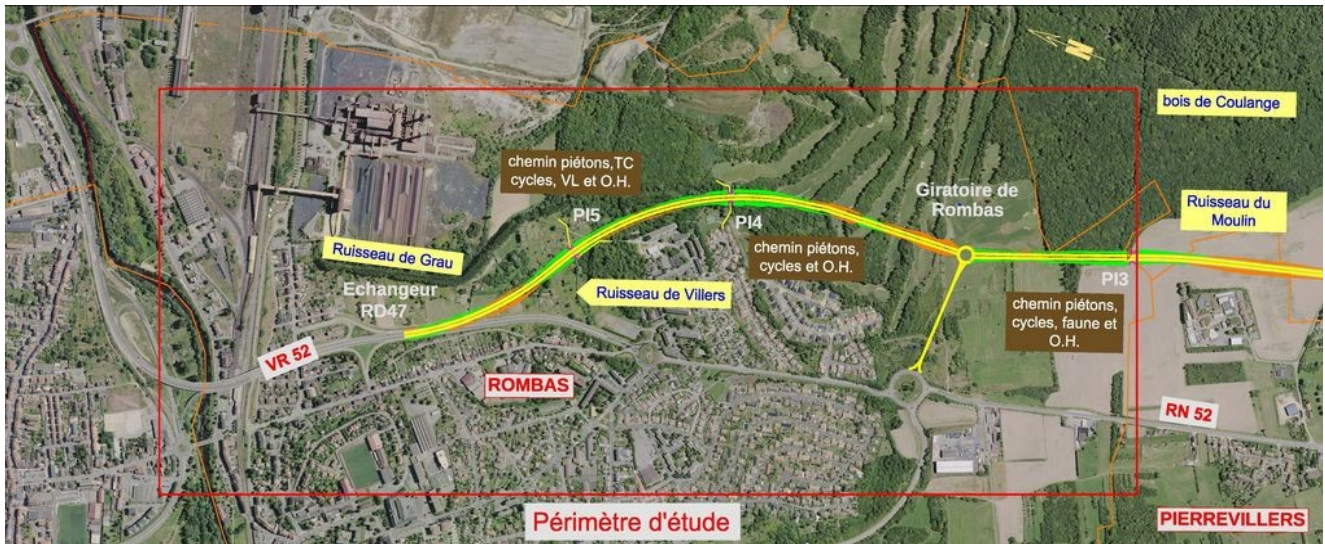 N
bois de Coulange
chemin piétons,TC
cycles, VL et O.H.
Giratoire de
Rombas
Ruisseau du
Moulin
PI5
PI4
Ruisseau de Grau
chemin piétons,
cycles et O.H.
PI3
Echangeur
RD47
Ruisseau de Villers
chemin piétons,
cycles, faune et
O.H.
VR 52
ROMBAS
RN 52
Périmètre d'étude
PIERREVILLERS